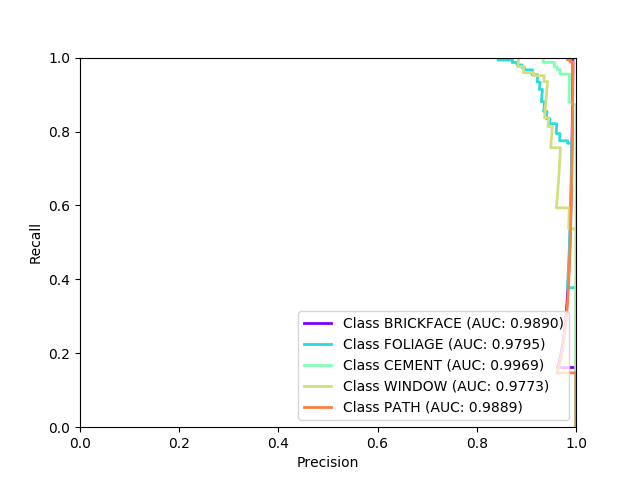 1.0
0.8
0.6
0.4
0.2
0.0
Recall
Class BRICKFACE (AUC: 0.9890)
Class FOLIAGE (AUC: 0.9795)
Class CEMENT (AUC: 0.9969)
Class WINDOW (AUC: 0.9773)
Class PATH (AUC: 0.9889)
0.0 0.2 0.4 0.6 0.8 1.0
Precision